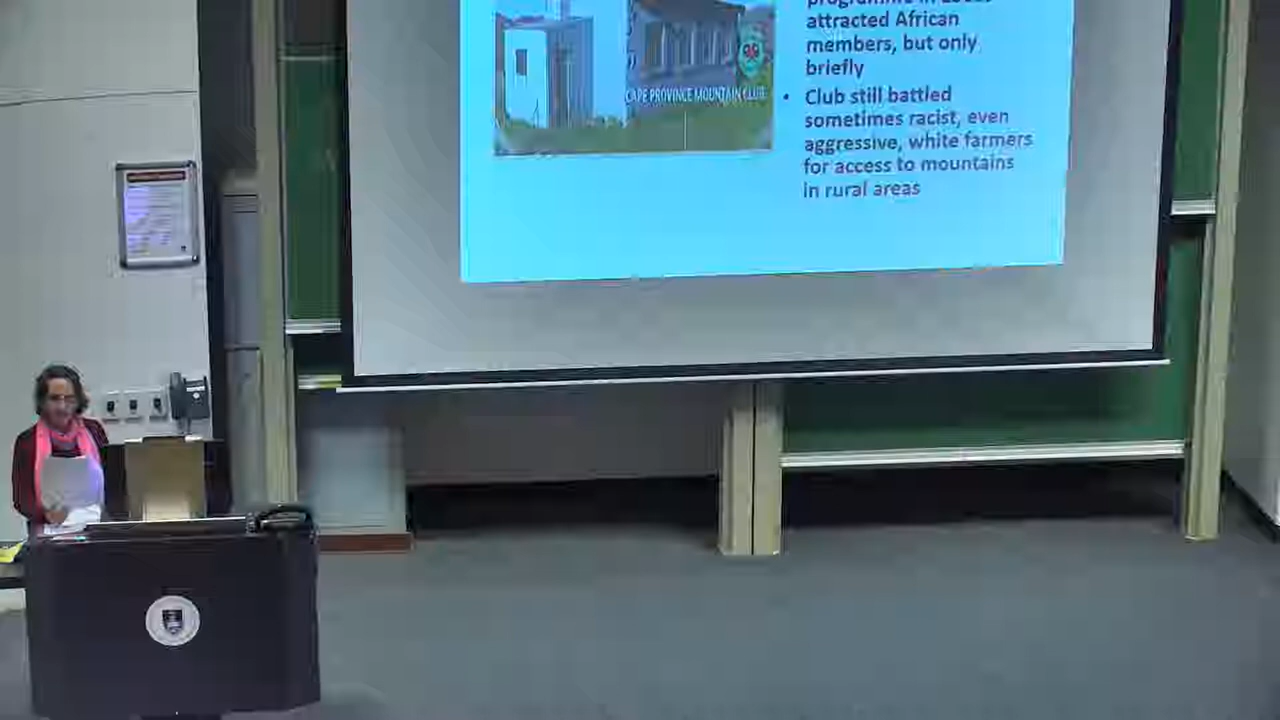 attracted African
members, but only
briefly
• Club still battled
sometimes racist, even
aggressive, white farmers
for access to mountains
in rural areas
CAPE PROVINCE MOUNTAIN CLUB